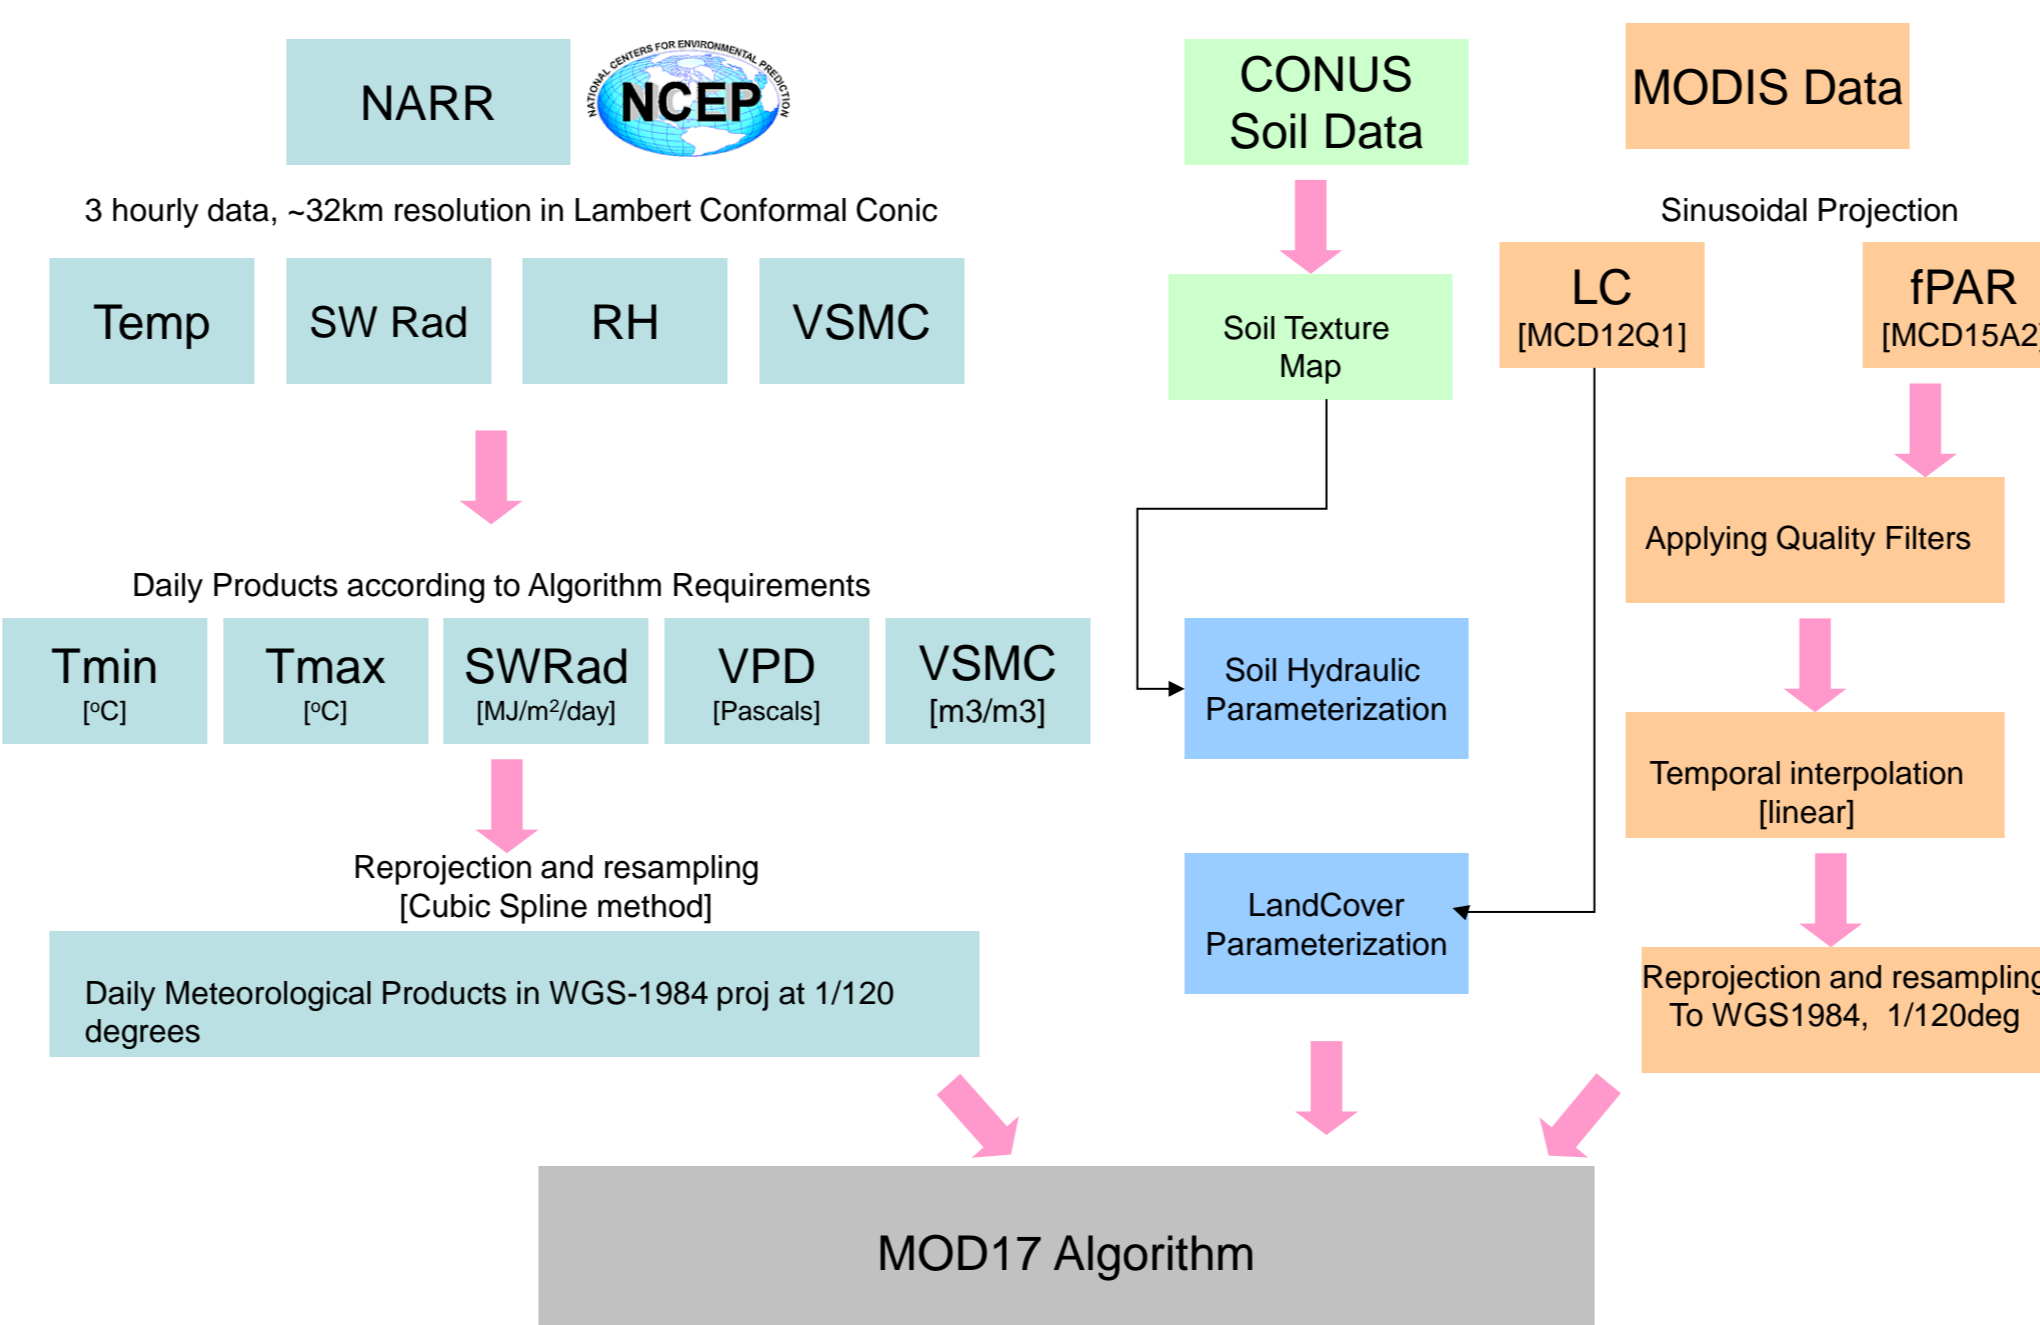 NARR
NATIONAL CENTERS FOR ENVIRONMENTAL PREDICTION
NCEP
CONUS
Soil Data
MODIS Data
3 hourly data, ~32km resolution in Lambert Conformal Conic
Sinusoidal Projection
Temp
SW Rad
RH
VSMC
Soil Texture
Map
LC
[MCD12Q1]
fPAR
[MCD15A2]
Applying Quality Filters
Daily Products according to Algorithm Requirements
Tmin
[ºC]
Tmax
[ºC]
SWRad
[MJ/m²/day]
VPD
[Pascals]
VSMC
[m3/m3]
Soil Hydraulic
Parameterization
Temporal interpolation
[linear]
Reprojection and resampling
[Cubic Spline method]
LandCover
Parameterization
Daily Meteorological Products in WGS-1984 proj at 1/120
degrees
Reprojection and resampling
To WGS1984, 1/120deg
MOD17 Algorithm